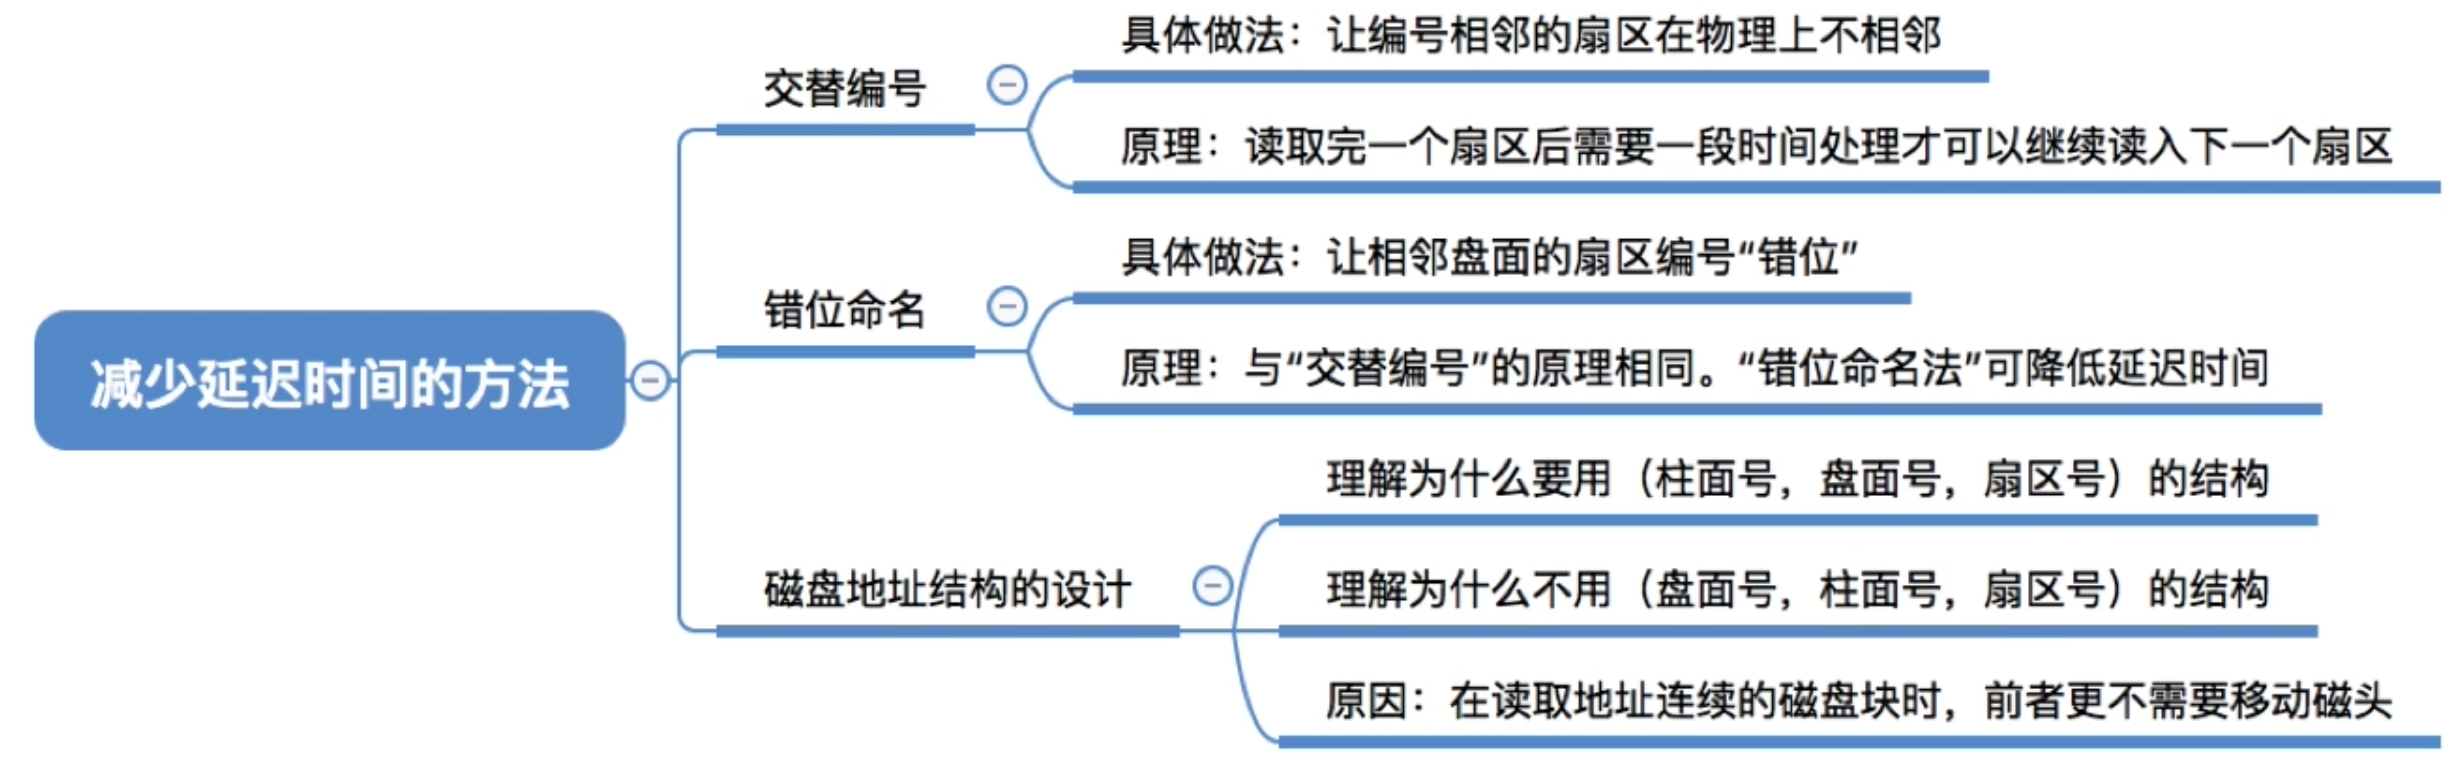 减少延迟时间的方法
交替编号
具体做法：让编号相邻的扇区在物理上不相邻
原理：读取完一个扇区后需要一段时间处理才可以继续读入下一个扇区
错位命名
具体做法：让相邻盘面的扇区编号“错位”
原理：与“交替编号”的原理相同。“错位命名法”可降低延迟时间
磁盘地址结构的设计
理解为什么要用（柱面号，盘面号，扇区号）的结构
理解为什么不用（盘面号，柱面号，扇区号）的结构
原因：在读取地址连续的磁盘块时，前者更不需要移动磁头